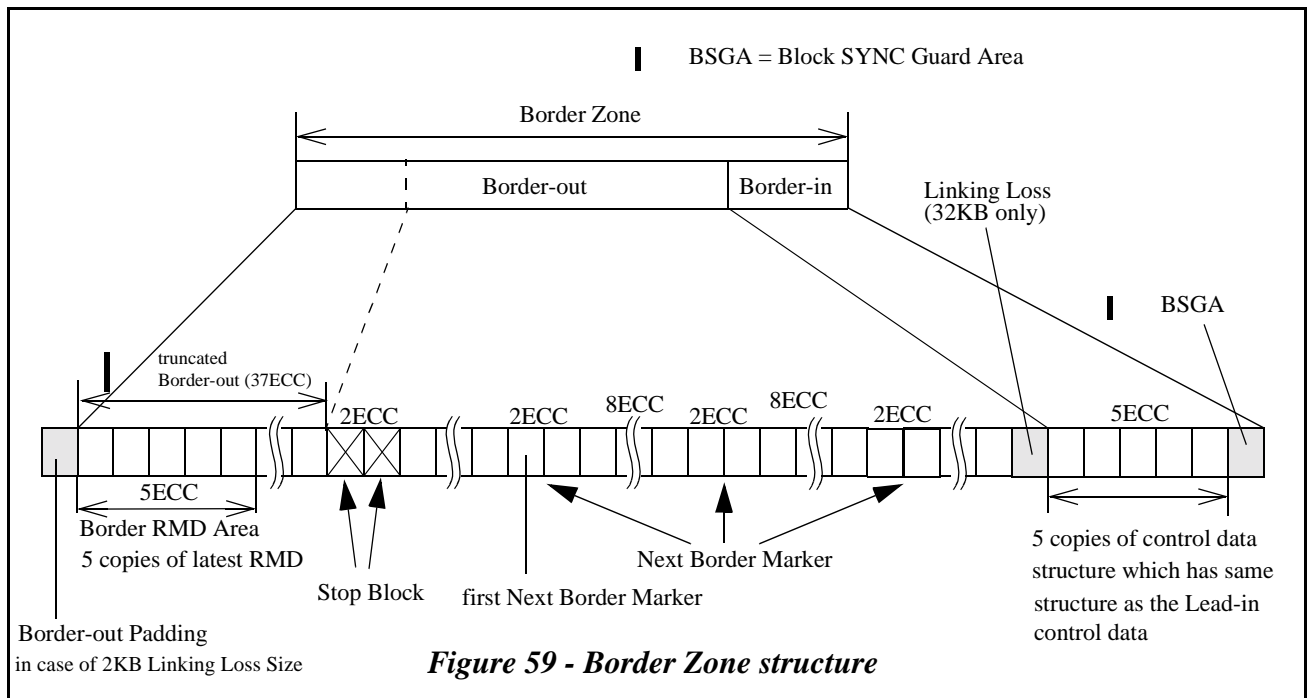 BSGA = Block SYNC Guard Area
Border Zone
Border-out
Border-in
Linking Loss
(32KB only)
BSGA
truncated
Border-out (37ECC)
2ECC
2ECC
8ECC
2ECC
8ECC
2ECC
5ECC
5ECC
Border RMD Area
5 copies of latest RMD
Stop Block
first Next Border Marker
Next Border Marker
5 copies of control data
structure which has same
structure as the Lead-in
control data
Border-out Padding
in case of 2KB Linking Loss Size
Figure 59 - Border Zone structure